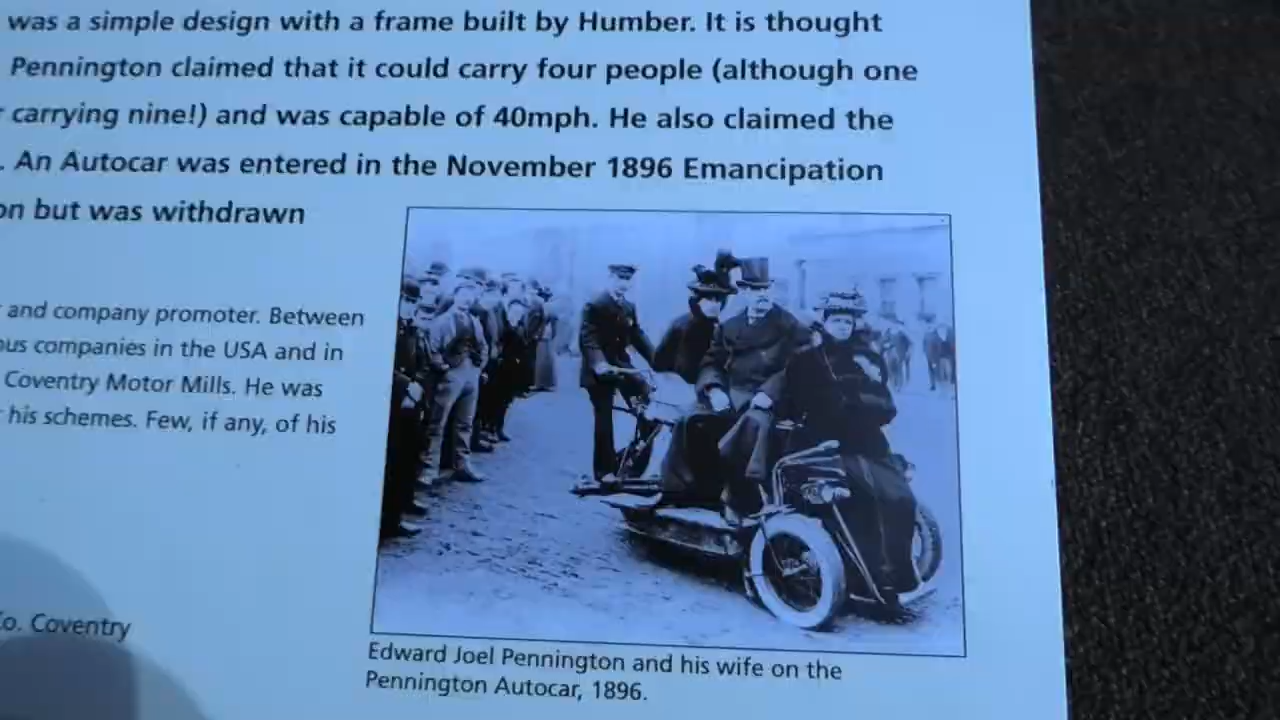 was a simple design with a frame built by Humber. It is thought
Pennington claimed that it could carry four people (although one
carrying nine!) and was capable of 40mph. He also claimed the
. An Autocar was entered in the November 1896 Emancipation
on but was withdrawn
and company promoter. Between
ous companies in the USA and in
Coventry Motor Mills. He was
his schemes. Few, if any, of his
Co. Coventry
Edward Joel Pennington and his wife on the
Pennington Autocar, 1896.